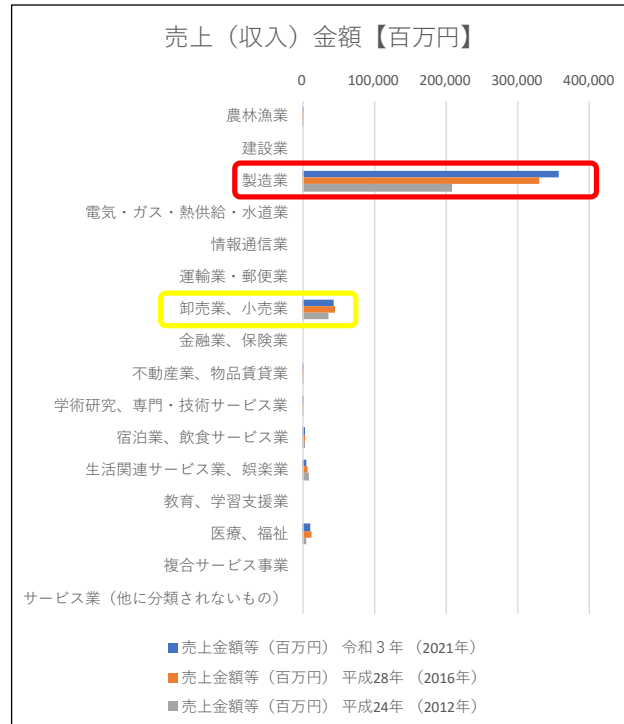 売上（収入）金額【百万円】
0 100,000 200,000 300,000 400,000
農林漁業
建設業
製造業
電気・ガス・熱供給・水道業
情報通信業
運輸業・郵便業
卸売業、小売業
金融業、保険業
不動産業、物品賃貸業
学術研究、専門・技術サービス業
宿泊業、飲食サービス業
生活関連サービス業、娯楽業
教育、学習支援業
医療、福祉
複合サービス事業
サービス業（他に分類されないもの）
売上金額等（百万円） 令和３年 （2021年）
売上金額等（百万円） 平成28年 （2016年）
売上金額等（百万円） 平成24年 （2012年）